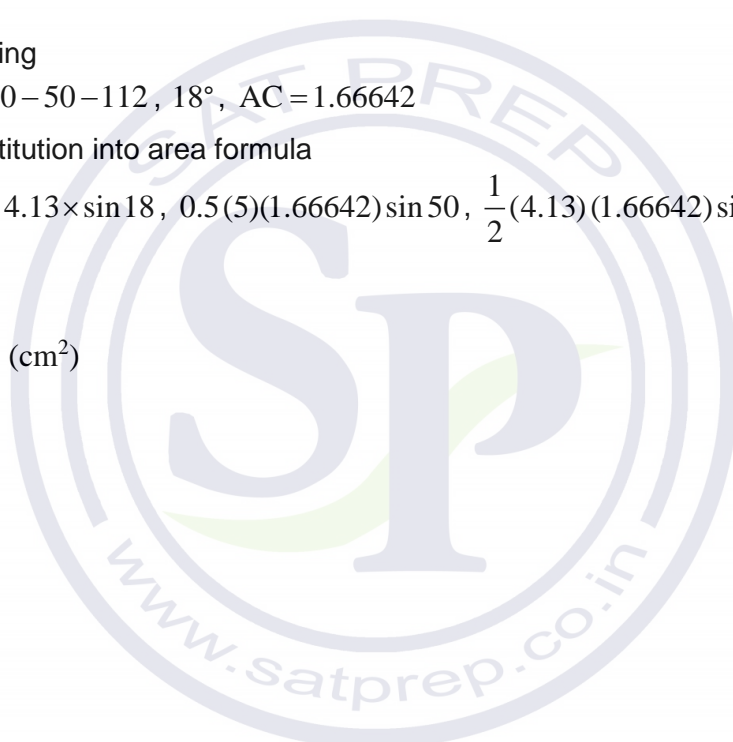 ing
0 − 50 − 112 , 18° , AC = 1.66642
titution into area formula
4.13 × sin 18 , 0.5 (5) (1.66642) sin 50 , 1/2 (4.13) (1.66642) si
(cm²)
SAT PREP
SP
www.satprep.co.in